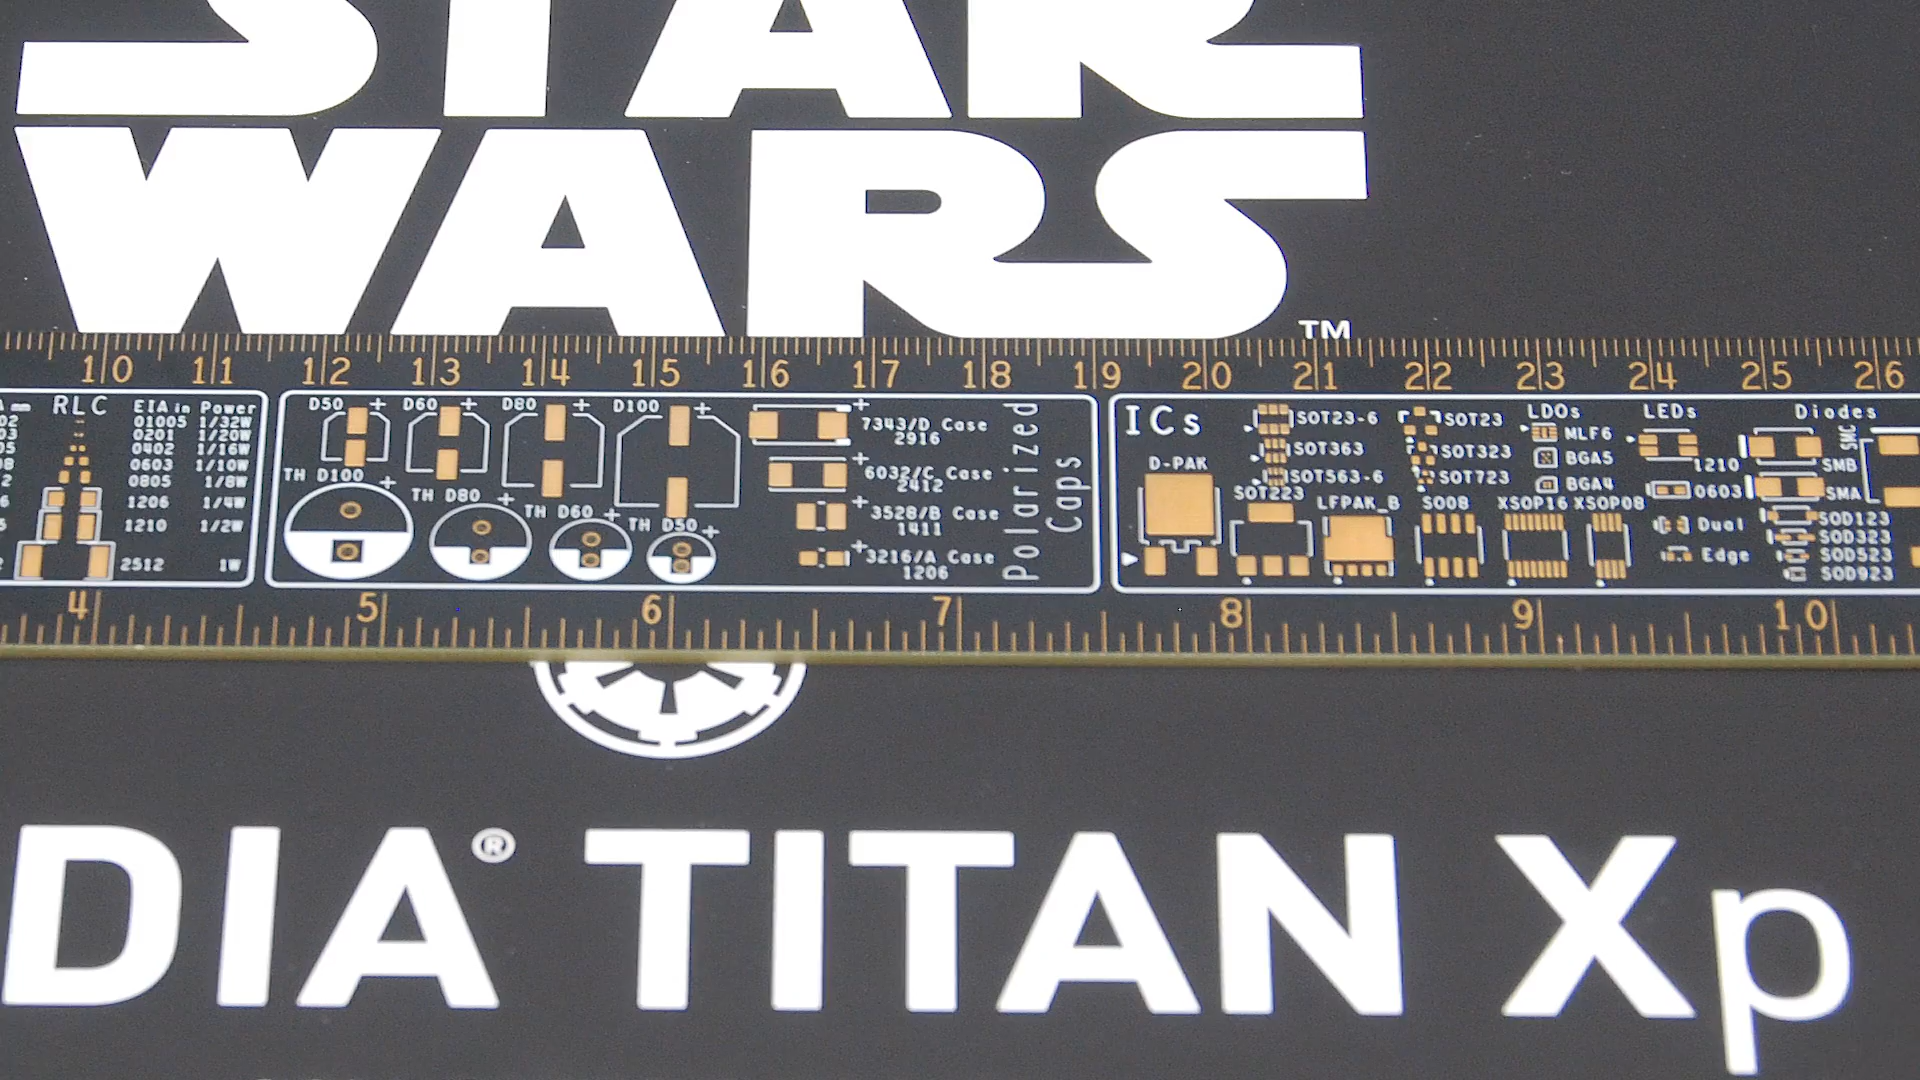 STAR
WARS
TM
10 11 12 13 14 15 16 17 18 19 20 21 22 23 24 25 26
mm RLC EIA in Power
01005 1/32W
0201 1/20W
0402 1/16W
0603 1/10W
0805 1/8W
1206 1/4W
1210 1/2W
2512 1W
D50 + D60 + D80 + D100 +
TH D100 + TH D80 + TH D60 + TH D50 +
+ 7343/D Case
2916
+ 6032/C Case
2412
+ 3528/B Case
1411
+ 3216/A Case
1206
Polarized
Caps
ICs
D-PAK
SOT23-6
SOT363
SOT563-6
SOT223
SOT23
SOT323
SOT723
LFPAK_B SO08 XSOP16 XSOP08
LDOs
MLF6
BGA5
BGA4
LEDs
1210
0603
Dual
Edge
Diodes
SMC
SMB
SMA
SOD123
SOD323
SOD523
SOD923
4 5 6 7 8 9 10
DIA® TITAN Xp